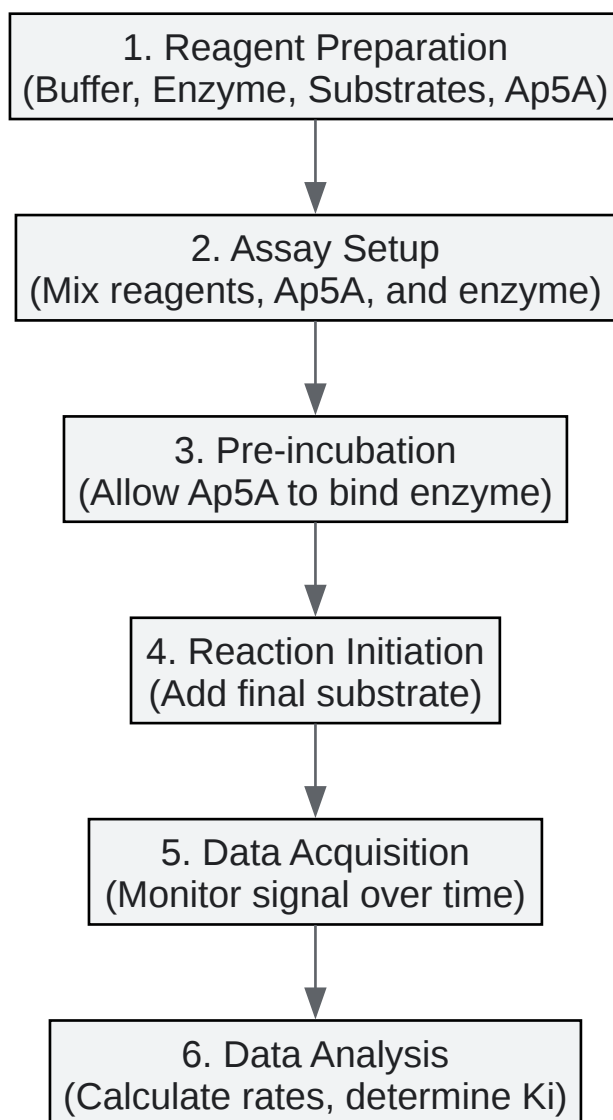 1. Reagent Preparation
(Buffer, Enzyme, Substrates, Ap5A)
2. Assay Setup
(Mix reagents, Ap5A, and enzyme)
3. Pre-incubation
(Allow Ap5A to bind enzyme)
4. Reaction Initiation
(Add final substrate)
5. Data Acquisition
(Monitor signal over time)
6. Data Analysis
(Calculate rates, determine Ki)